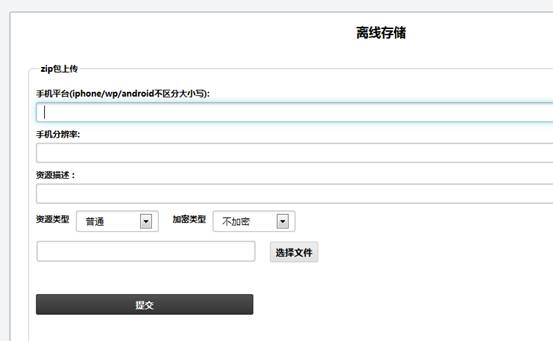 离线存储
zip包上传
手机平台(iphone/wp/android不区分大小写):
手机分辨率:
资源描述：
资源类型 普通 加密类型 不加密
选择文件
提交